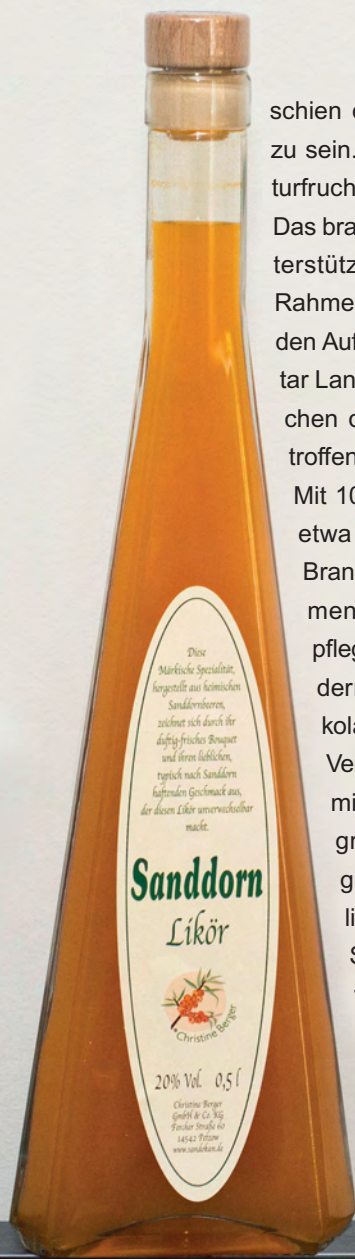 schien
zu sein.
turfruch
Das bra
terstütz
Rahme
den Auf
tar Lan
chen
troffen
Mit 10
etwa
Bran
men
pfleg
der
kola
Ve
mi
gr
g
li
S
Diese
Märkische Spezialität,
hergestellt aus heimischen
Sanddornbeeren,
zeichnet sich durch ihr
duftig-frisches Bouquet
und ihren lieblichen,
typisch nach Sanddorn
haftenden Geschmack aus,
der diesen Likör unverwechselbar
macht.
Sanddorn
Likör
Christine Berger
20% Vol. 0,5 l
Christine Berger
GmbH & Co. KG
Fercher Straße 60
14542 Petzow
www.sandokan.de